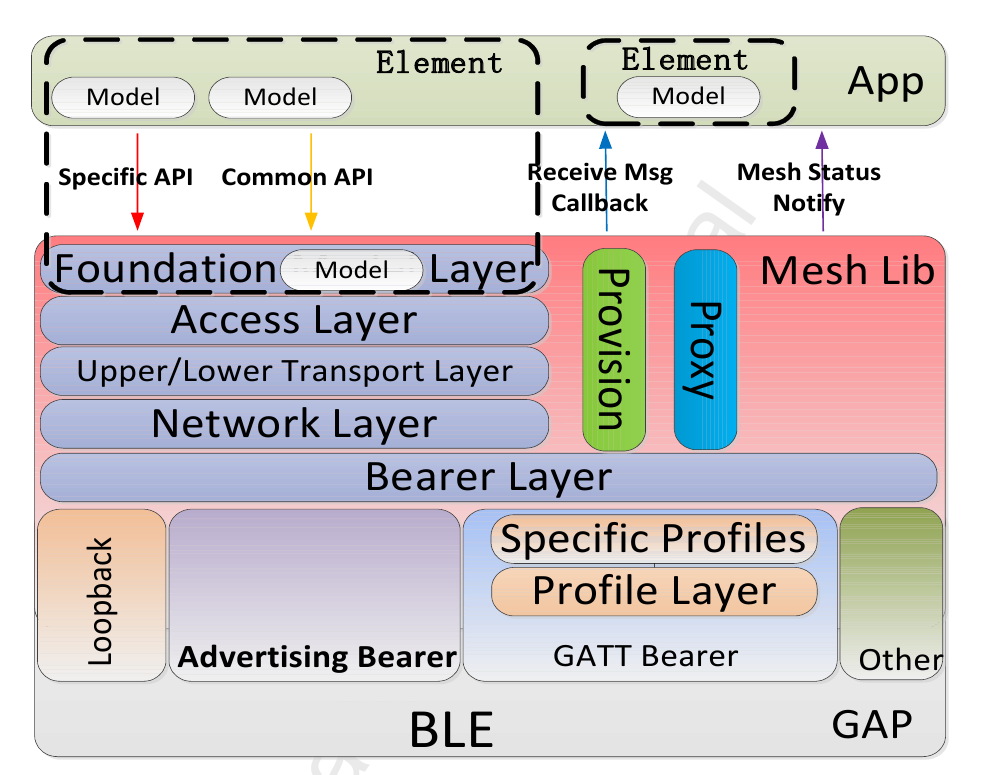 Element
Element
App
Model
Model
Model
Specific API
Common API
Receive Msg
Callback
Mesh Status
Notify
Foundation
Model
Layer
Mesh Lib
Provision
Proxy
Access Layer
Upper/Lower Transport Layer
Network Layer
Bearer Layer
Loopback
Advertising Bearer
Specific Profiles
Profile Layer
GATT Bearer
Other
BLE
GAP